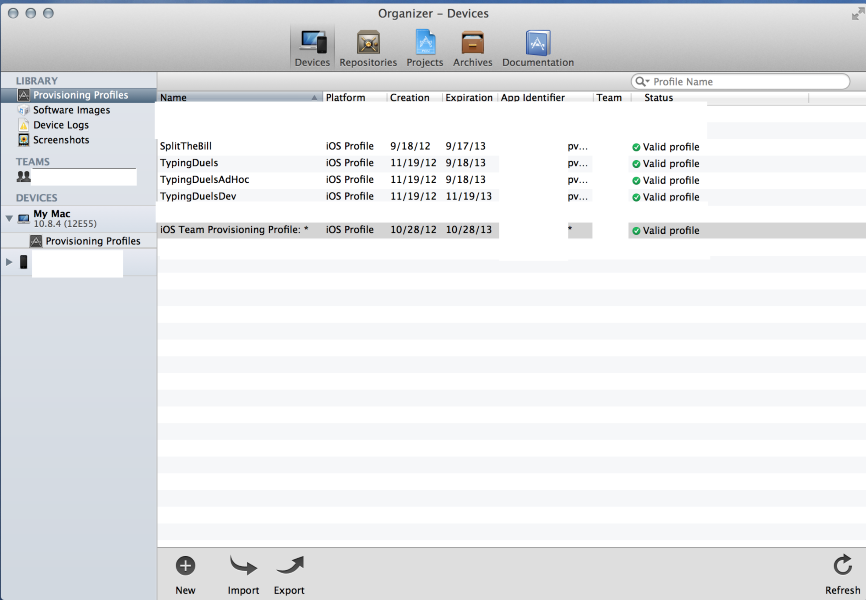 Organizer – Devices
Devices Repositories Projects Archives Documentation
Profile Name
LIBRARY
Provisioning Profiles
Software Images
Device Logs
Screenshots
TEAMS
DEVICES
My Mac
10.8.4 (12E55)
Provisioning Profiles
Name Platform Creation Expiration App Identifier Team Status
SplitTheBill iOS Profile 9/18/12 9/17/13 pv... Valid profile
TypingDuels iOS Profile 11/19/12 9/18/13 pv... Valid profile
TypingDuelsAdHoc iOS Profile 11/19/12 9/18/13 pv... Valid profile
TypingDuelsDev iOS Profile 11/19/12 11/19/13 pv... Valid profile
iOS Team Provisioning Profile: * iOS Profile 10/28/12 10/28/13 * Valid profile
New Import Export Refresh